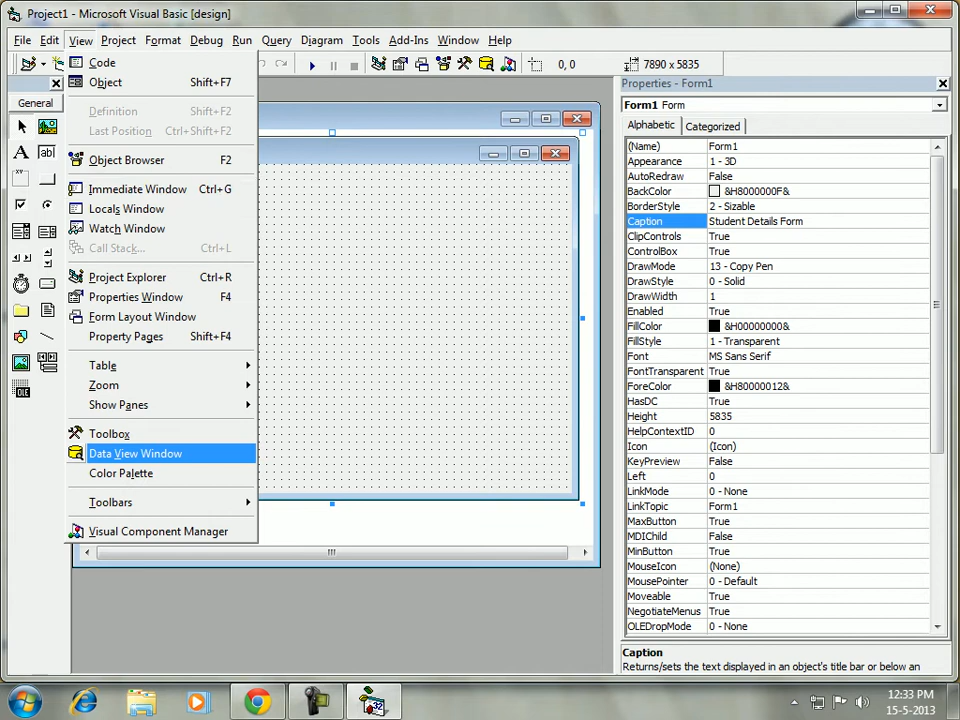 Project1 - Microsoft Visual Basic [design]
File Edit View Project Format Debug Run Query Diagram Tools Add-Ins Window Help
0, 0 7890 x 5835
General
Code
Object Shift+F7
Definition Shift+F2
Last Position Ctrl+Shift+F2
Object Browser F2
Immediate Window Ctrl+G
Locals Window
Watch Window
Call Stack... Ctrl+L
Project Explorer Ctrl+R
Properties Window F4
Form Layout Window
Property Pages Shift+F4
Table
Zoom
Show Panes
Toolbox
Data View Window
Color Palette
Toolbars
Visual Component Manager
A ab|
OLE
Properties - Form1
Form1 Form
Alphabetic Categorized
(Name) Form1
Appearance 1 - 3D
AutoRedraw False
BackColor &H8000000F&
BorderStyle 2 - Sizable
Caption Student Details Form
ClipControls True
ControlBox True
DrawMode 13 - Copy Pen
DrawStyle 0 - Solid
DrawWidth 1
Enabled True
FillColor &H00000000&
FillStyle 1 - Transparent
Font MS Sans Serif
FontTransparent True
ForeColor &H80000012&
HasDC True
Height 5835
HelpContextID 0
Icon (Icon)
KeyPreview False
Left 0
LinkMode 0 - None
LinkTopic Form1
MaxButton True
MDIChild False
MinButton True
MouseIcon (None)
MousePointer 0 - Default
Moveable True
NegotiateMenus True
OLEDropMode 0 - None
Caption
Returns/sets the text displayed in an object's title bar or below an
32
12:33 PM
15-5-2013